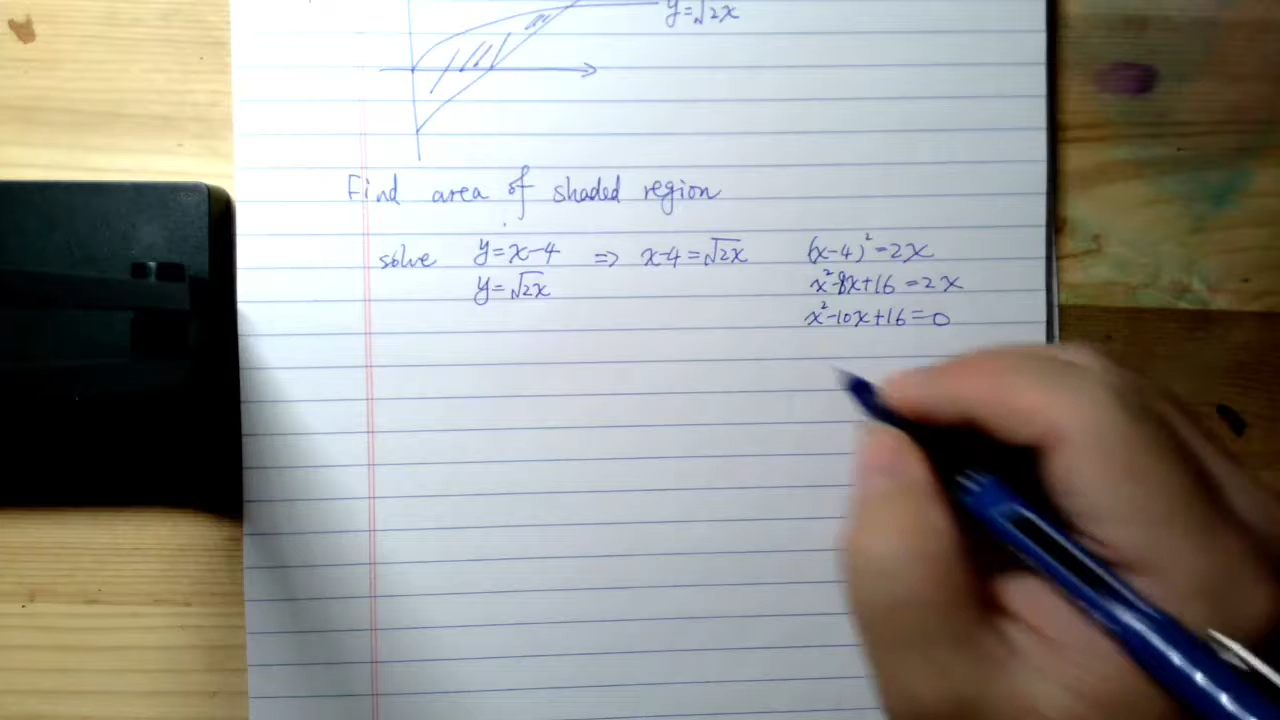 y=√2x
Find area of shaded region
solve y=x-4 ⇒ x-4=√2x (x-4)²=2x
y=√2x x²-8x+16=2x
x²-10x+16=0